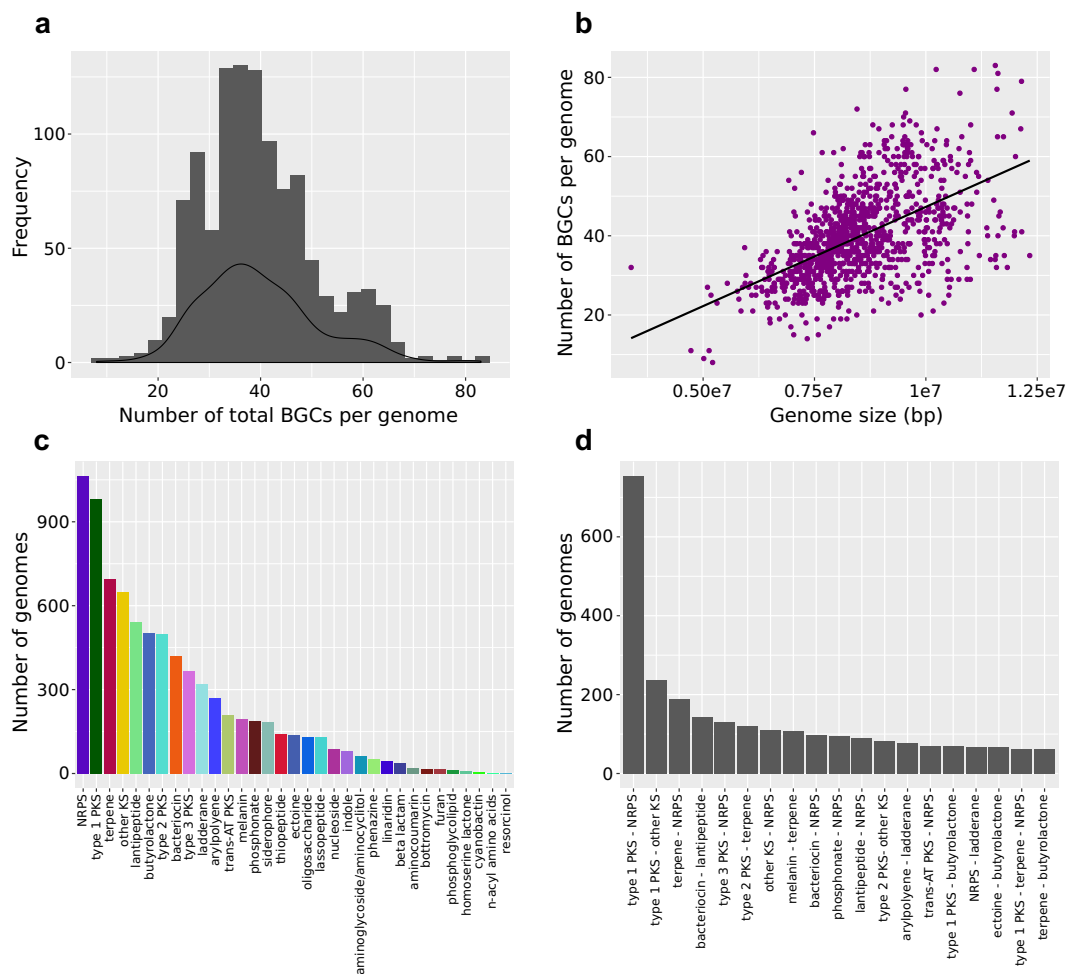 a
Frequency
100
50
0
20
40
60
80
Number of total BGCs per genome
b
Number of BGCs per genome
80
60
40
20
0.50e7
0.75e7
1.0e7
1.25e7
Genome size (bp)
c
Number of genomes
900
600
300
0
NRPS
type 1 PKS
terpene
other KS
lantipeptide
butyrolactone
type 2 PKS
bacteriocin
type 3 PKS
ladderane
arylpolyene
trans-AT PKS
melanin
phosphonate
siderophore
thiopeptide
ectoine
oligosaccharide
lassopeptide
nucleoside
indole
aminoglycoside/aminocyclitol-
phenazine
linaridin
beta lactam
aminocoumarin
bottromycin
furan
phosphoglycolipid
homoserine lactone
cyanobactin
n-acyl amino acids
resorcinol
d
Number of genomes
600
400
200
0
type 1 PKS - NRPS
type 1 PKS - other KS
terpene - NRPS
bacteriocin - lantipeptide
type 3 PKS - NRPS
type 2 PKS - terpene
other KS - NRPS
melanin - terpene
bacteriocin - NRPS
phosphonate - NRPS
lantipeptide - NRPS
type 2 PKS- other KS
arylpolyene - ladderane
trans-AT PKS - NRPS
type 1 PKS - butyrolactone
NRPS - ladderane
ectoine - butyrolactone
type 1 PKS - terpene - NRPS
terpene - butyrolactone